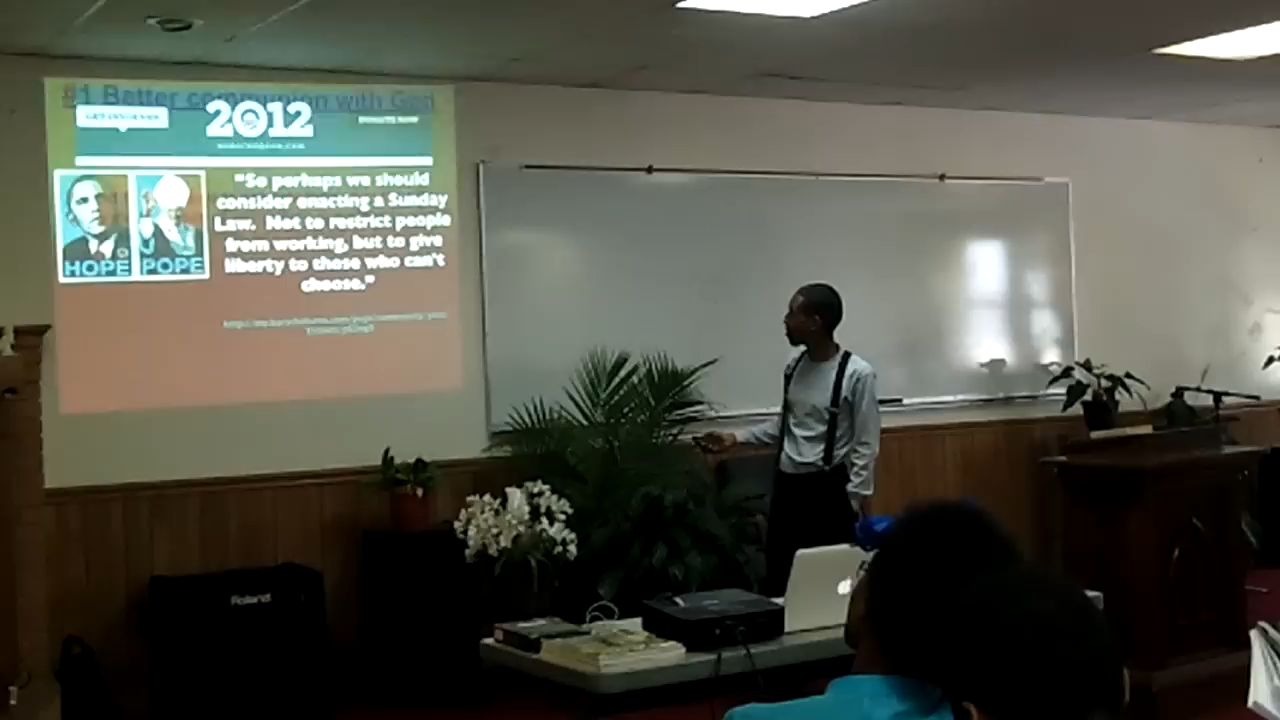 #1 Better communion with God
2012
"So perhaps we should
consider enacting a Sunday
Law. Not to restrict people
from working, but to give
liberty to those who can't
choose."
HOPE POPE
Roland